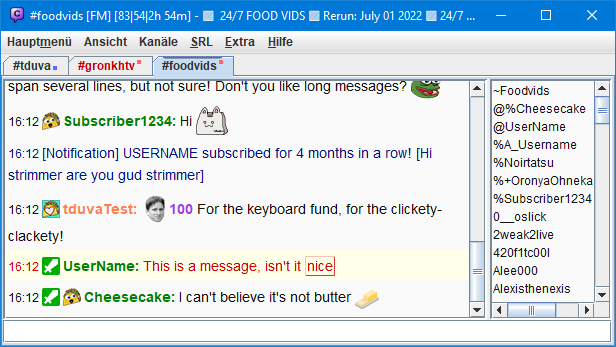 #foodvids [FM] [83|54|2h 54m] - 24/7 FOOD VIDS Rerun: July 01 2022 24/7 ...
Hauptmenü Ansicht Kanäle SRL Extra Hilfe
#tduva #gronkhtv #foodvids
span several lines, but not sure! Don't you like long messages?
16:12 Subscriber1234: Hi
16:12 [Notification] USERNAME subscribed for 4 months in a row! [Hi
strimmer are you gud strimmer]
16:12 tduvaTest: 100 For the keyboard fund, for the clickety-
clackety!
16:12 UserName: This is a message, isn't it nice
16:12 Cheesecake: I can't believe it's not butter
~Foodvids
@%Cheesecake
@UserName
%A_Username
%Noirtatsu
%+OronyaOhneka
%Subscriber1234
0__oslick
2weak2live
420f1tc00l
Alee000
Alexisthenexis